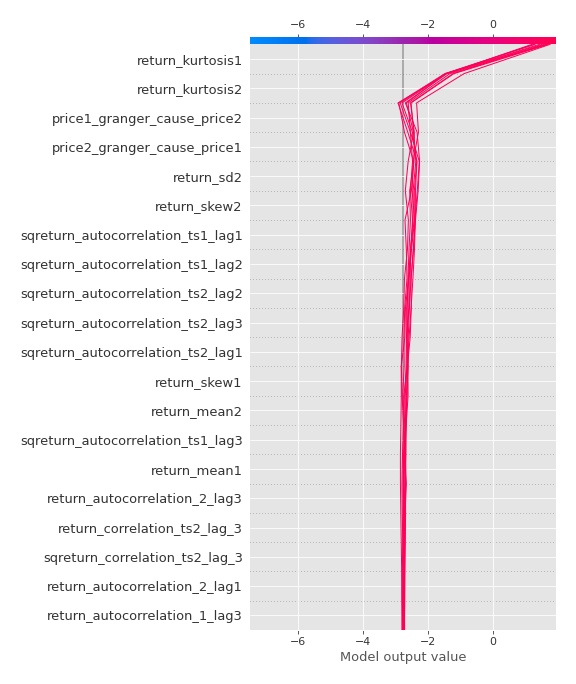 −6 −4 −2 0
return_kurtosis1
return_kurtosis2
price1_granger_cause_price2
price2_granger_cause_price1
return_sd2
return_skew2
sqreturn_autocorrelation_ts1_lag1
sqreturn_autocorrelation_ts1_lag2
sqreturn_autocorrelation_ts2_lag2
sqreturn_autocorrelation_ts2_lag3
sqreturn_autocorrelation_ts2_lag1
return_skew1
return_mean2
sqreturn_autocorrelation_ts1_lag3
return_mean1
return_autocorrelation_2_lag3
return_correlation_ts2_lag_3
sqreturn_correlation_ts2_lag_3
return_autocorrelation_2_lag1
return_autocorrelation_1_lag3
−6 −4 −2 0
Model output value